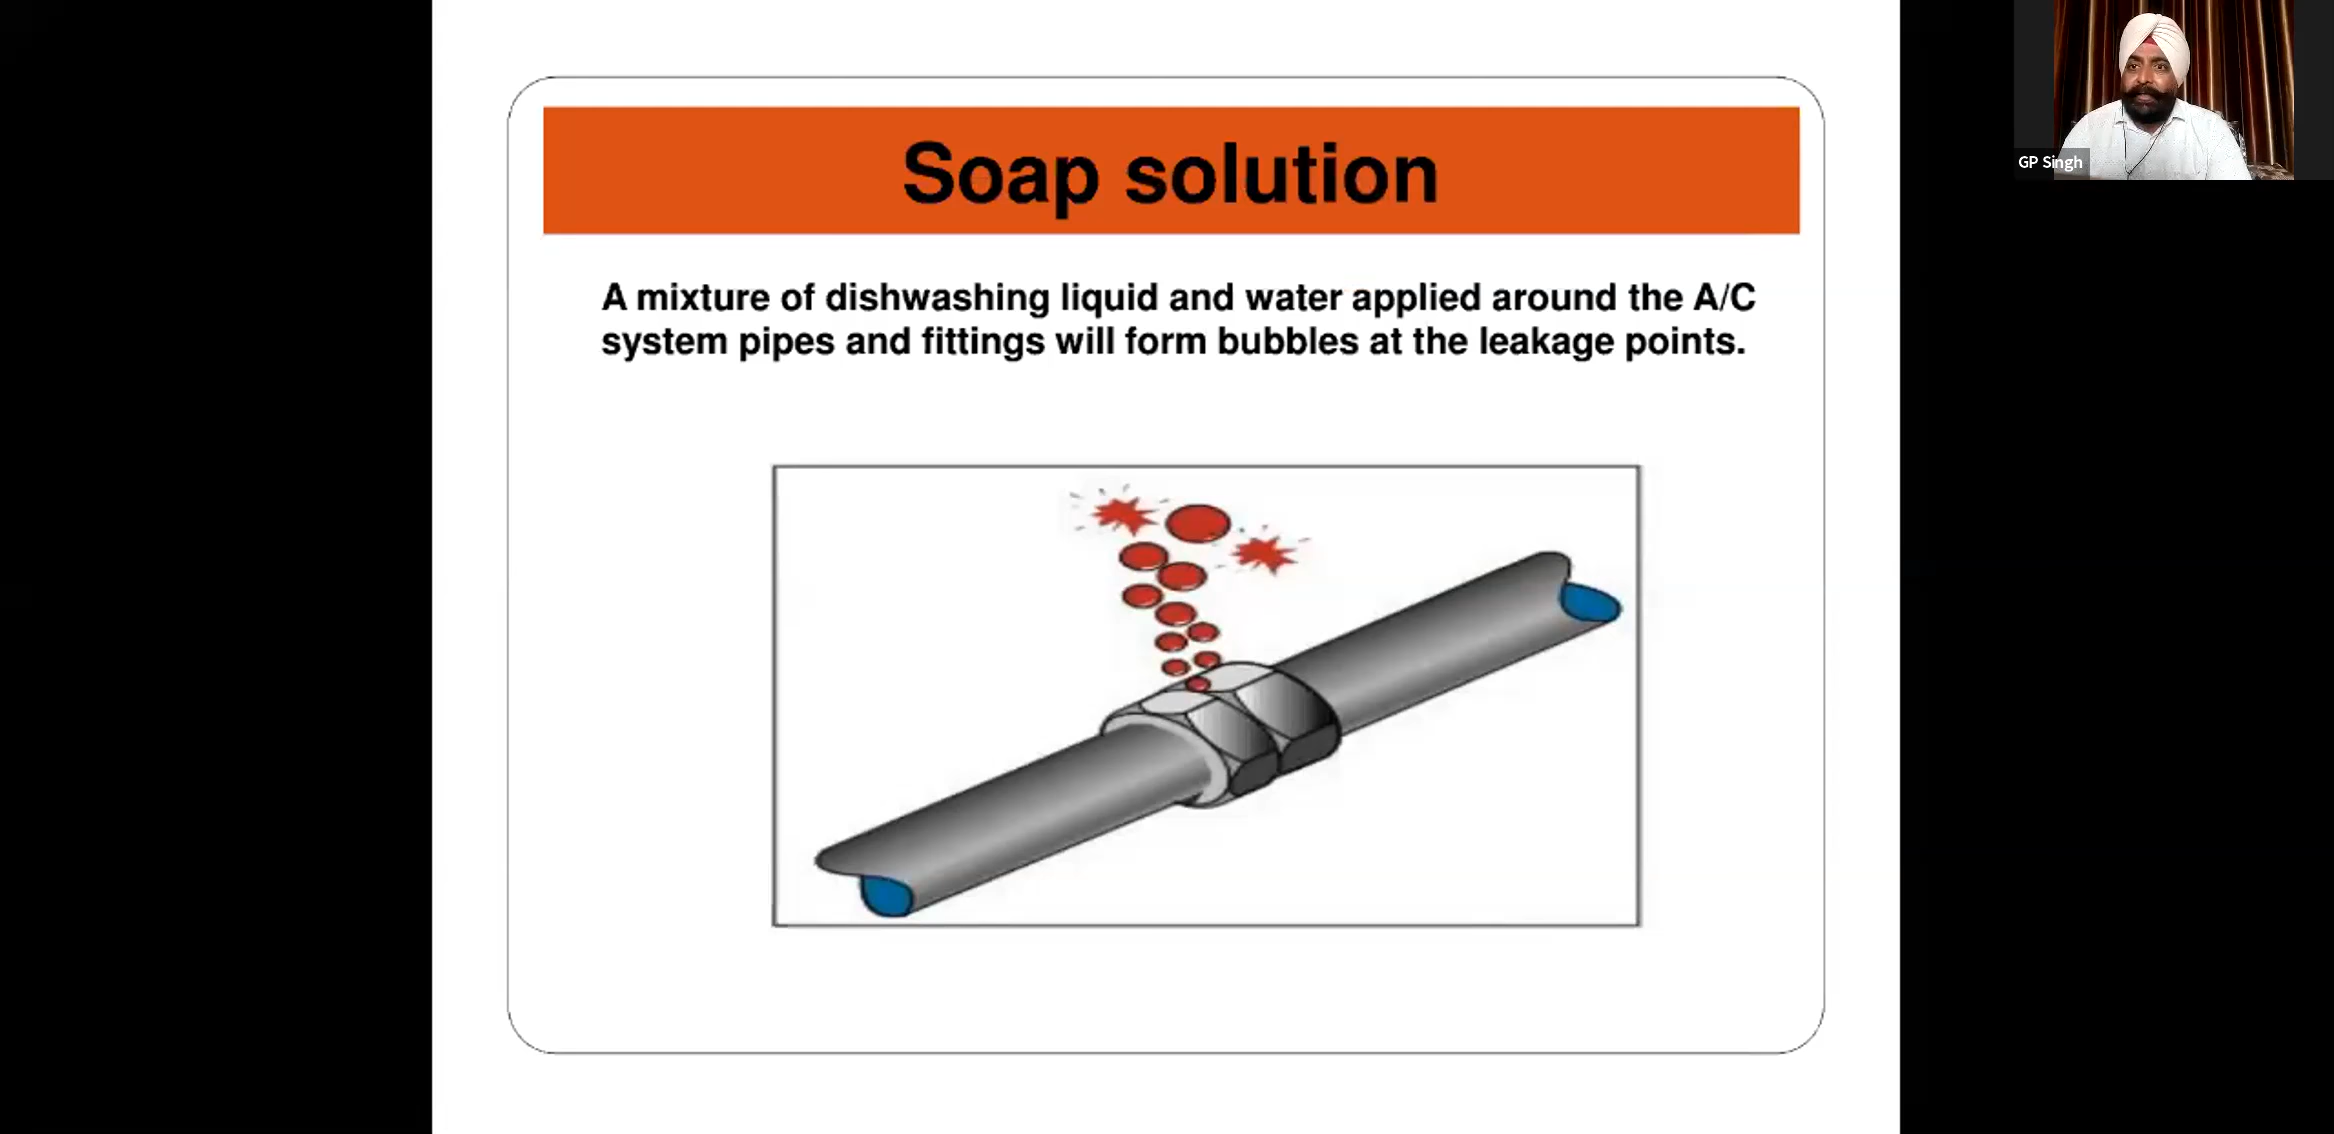 Soap solution
A mixture of dishwashing liquid and water applied around the A/C
system pipes and fittings will form bubbles at the leakage points.
GP Singh